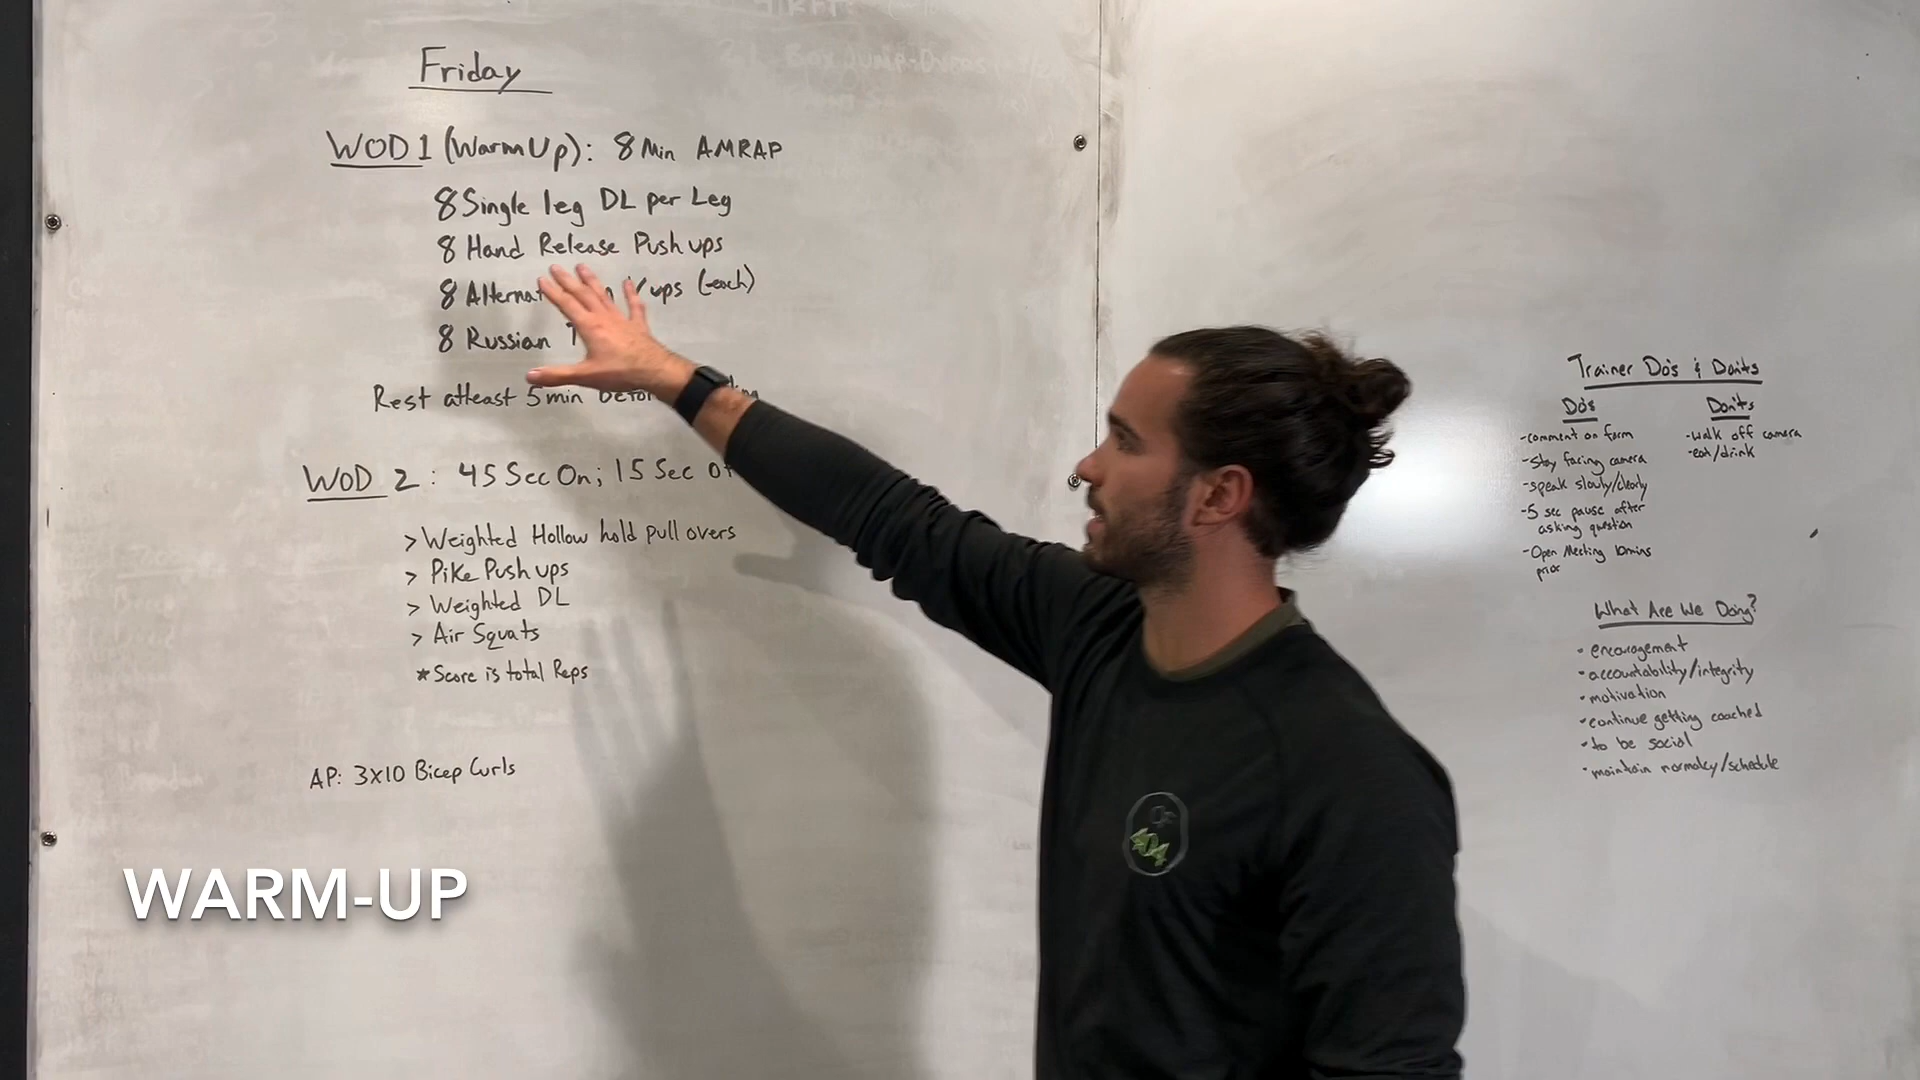 Friday
WOD 1 (Warm Up): 8 Min AMRAP
8 Single leg DL per Leg
8 Hand Release Push ups
8 Alternat ups (each)
8 Russian
Rest atleast 5 min
WOD 2: 45 Sec On; 15 Sec
> Weighted Hollow hold pull overs
> Pike Push ups
> Weighted DL
> Air Squats
* Score is total Reps
AP: 3x10 Bicep Curls
WARM-UP
Trainer Do's & Don'ts
Do's
-comment on form
-Stay facing camera
-speak slowly/clearly
-5 sec pause after
asking question
-Open Meeting 10mins
prior
Don'ts
-walk off camera
-eat/drink
What Are We Doing?
• encouragement
• accountability/integrity
• motivation
• continue getting coached
• to be social
• maintain normalcy/schedule
404